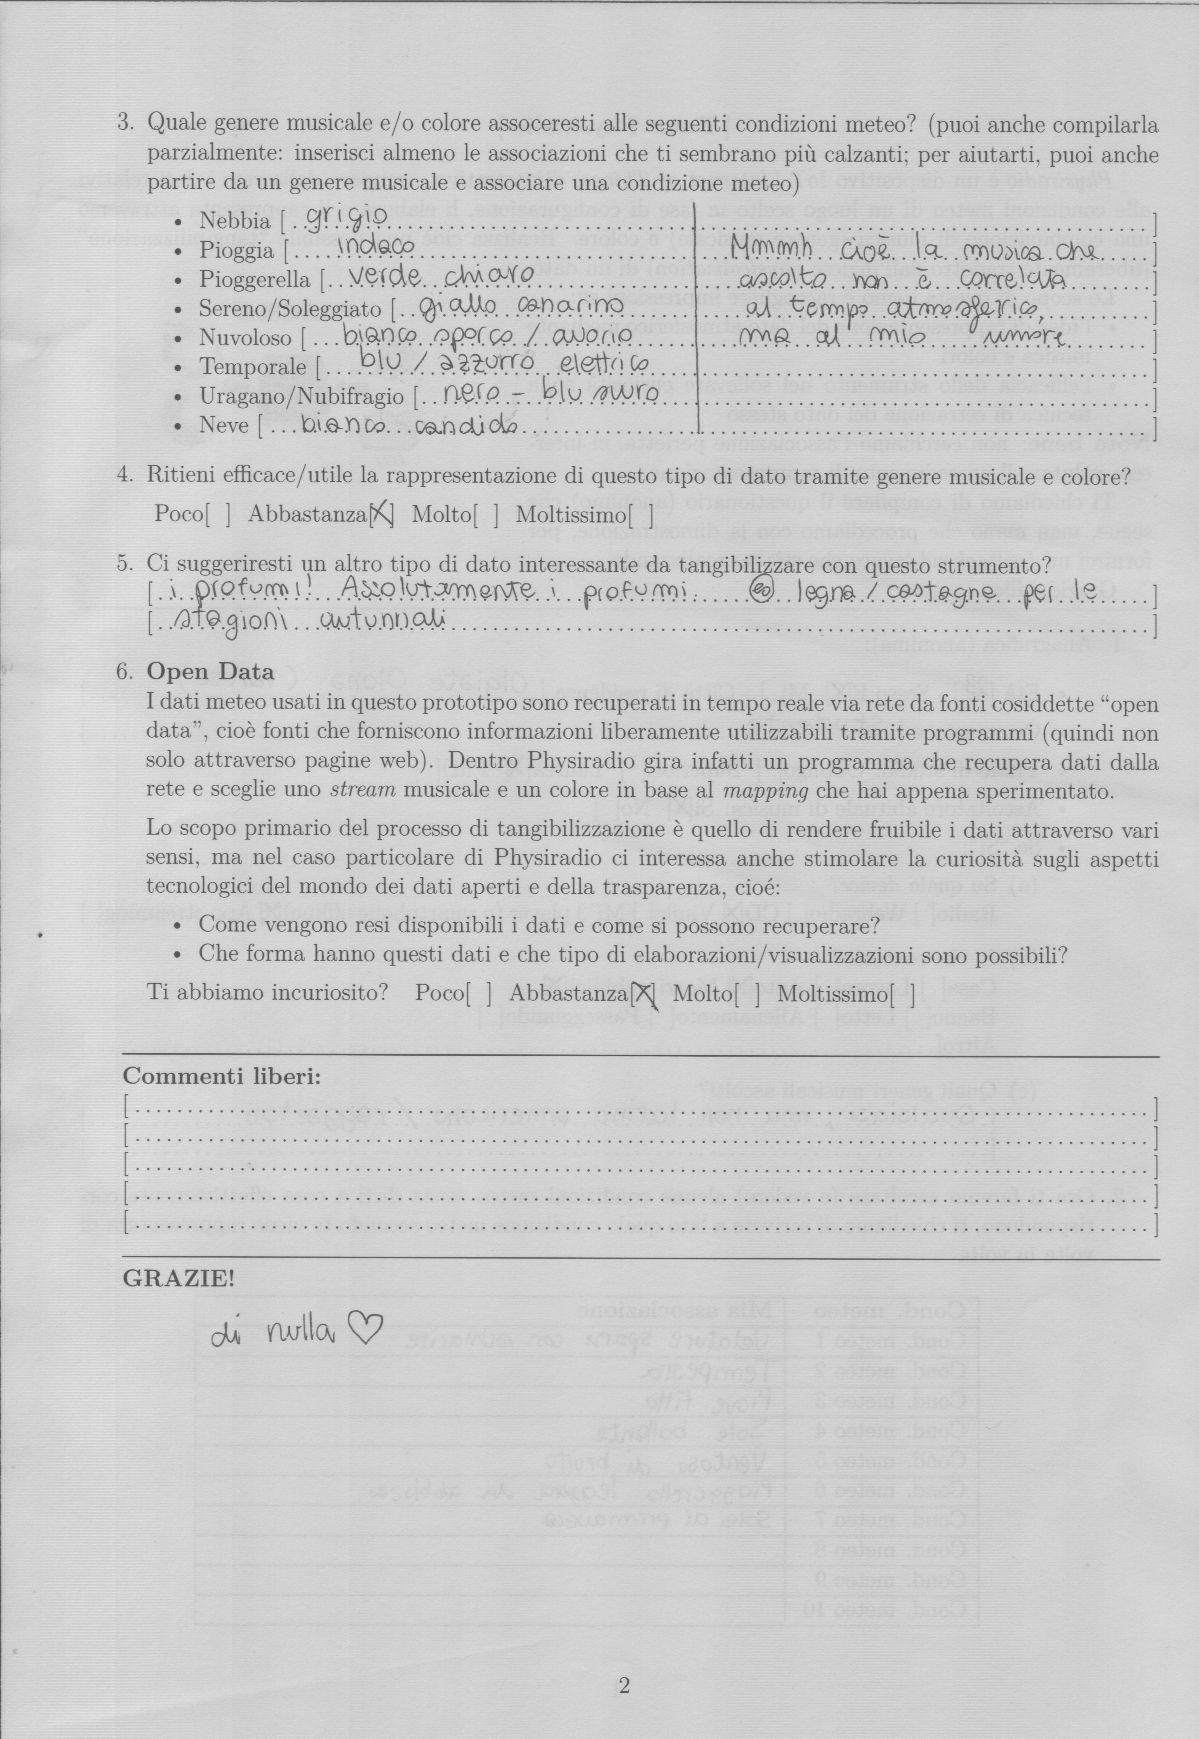 3. Quale genere musicale e/o colore assoceresti alle seguenti condizioni meteo? (puoi anche compilarla
parzialmente: inserisci almeno le associazioni che ti sembrano più calzanti; per aiutarti, puoi anche
partire da un genere musicale e associare una condizione meteo)
• Nebbia [ grigio ]
• Pioggia [ indaco Mmmh cioè la musica che ]
• Pioggerella [ verde chiaro ascolto non è correlata ]
• Sereno/Soleggiato [ giallo canarino al tempo atmosferico, ]
• Nuvoloso [ bianco sporco / avorio ma al mio umore ]
• Temporale [ blu / azzurro elettrico ]
• Uragano/Nubifragio [ nero - blu scuro ]
• Neve [ bianco candido ]
4. Ritieni efficace/utile la rappresentazione di questo tipo di dato tramite genere musicale e colore?
Poco[ ] Abbastanza[X] Molto[ ] Moltissimo[ ]
5. Ci suggeriresti un altro tipo di dato interessante da tangibilizzare con questo strumento?
[ i profumi! Assolutamente i profumi. es legna / castagne per le ]
[ stagioni autunnali ]
6. Open Data
I dati meteo usati in questo prototipo sono recuperati in tempo reale via rete da fonti cosiddette “open
data”, cioè fonti che forniscono informazioni liberamente utilizzabili tramite programmi (quindi non
solo attraverso pagine web). Dentro Physiradio gira infatti un programma che recupera dati dalla
rete e sceglie uno stream musicale e un colore in base al mapping che hai appena sperimentato.
Lo scopo primario del processo di tangibilizzazione è quello di rendere fruibile i dati attraverso vari
sensi, ma nel caso particolare di Physiradio ci interessa anche stimolare la curiosità sugli aspetti
tecnologici del mondo dei dati aperti e della trasparenza, cioé:
• Come vengono resi disponibili i dati e come si possono recuperare?
• Che forma hanno questi dati e che tipo di elaborazioni/visualizzazioni sono possibili?
Ti abbiamo incuriosito? Poco[ ] Abbastanza[X] Molto[ ] Moltissimo[ ]
Commenti liberi:
GRAZIE!
di nulla ♡
2